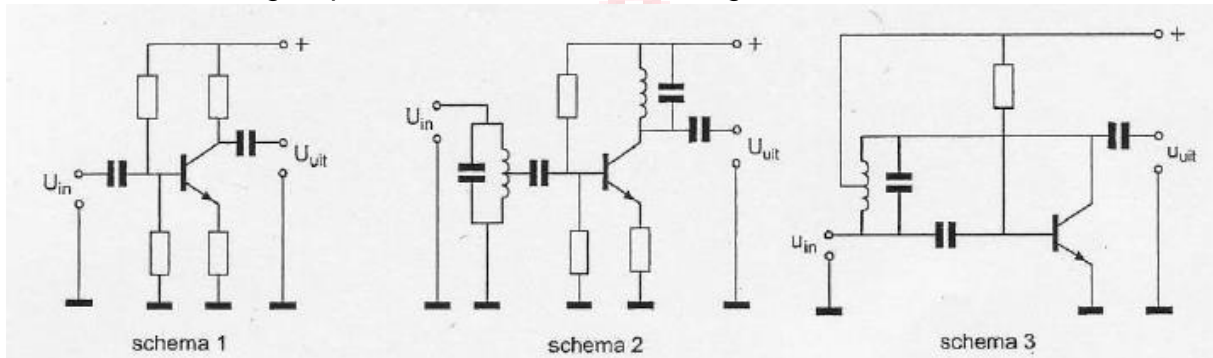 +
U_in
U_uit
schema 1
+
U_in
U_uit
schema 2
+
u_in
u_uit
schema 3